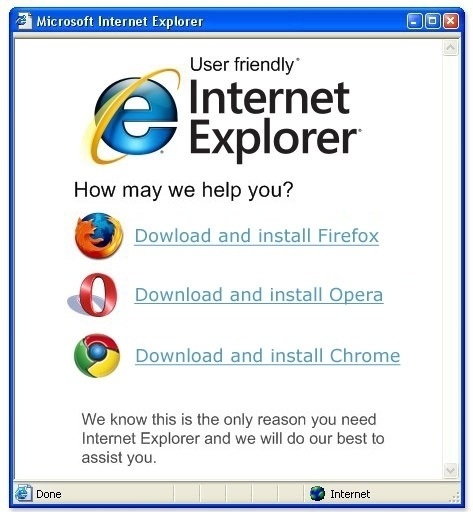 Microsoft Internet Explorer
User friendly
Internet
Explorer
How may we help you?
Dowload and install Firefox
Download and install Opera
Download and install Chrome
We know this is the only reason you need
Internet Explorer and we will do our best to
assist you.
Done
Internet